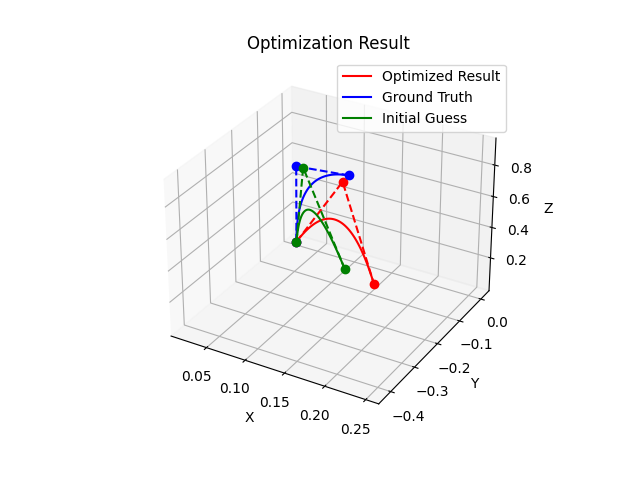 Optimization Result
Optimized Result
Ground Truth
Initial Guess
0.8
0.6
0.4
0.2
Z
0.0
−0.1
−0.2
−0.3
−0.4
Y
0.05
0.10
0.15
0.20
0.25
X